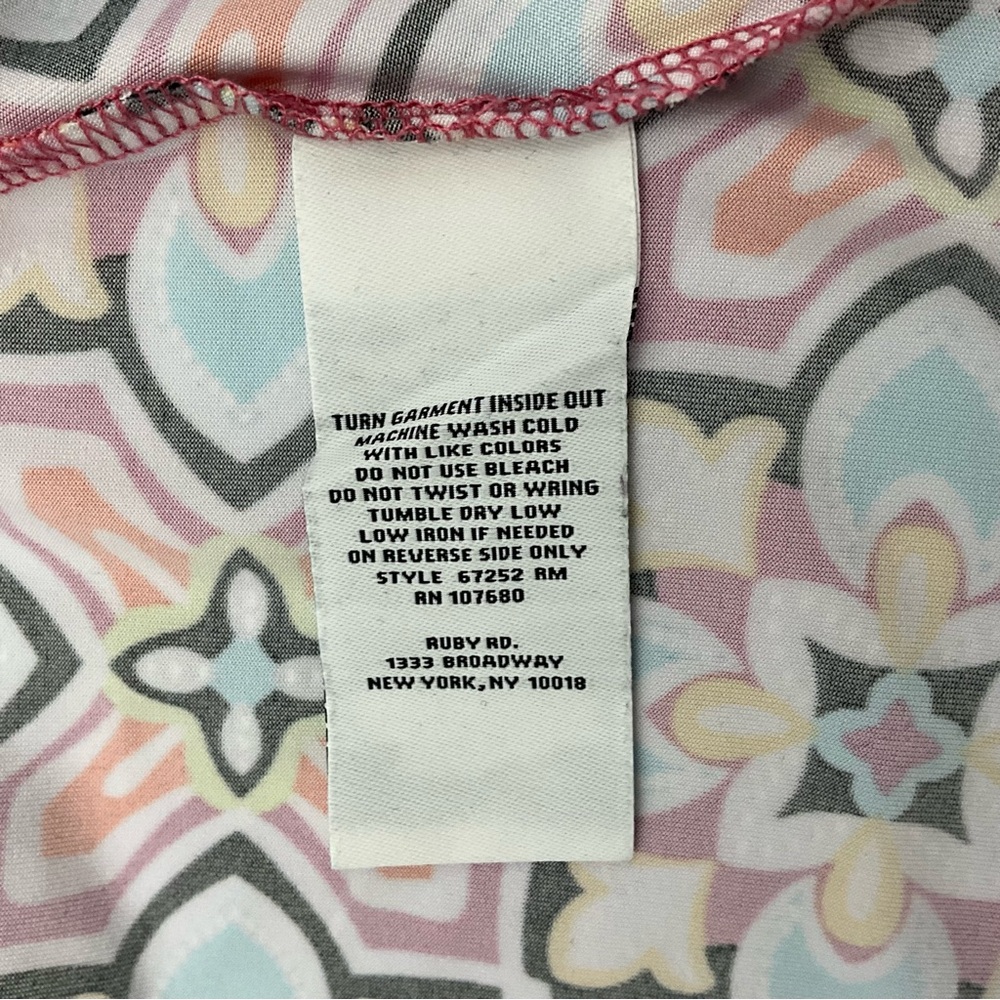 TURN GARMENT INSIDE OUT
MACHINE WASH COLD
WITH LIKE COLORS
DO NOT USE BLEACH
DO NOT TWIST OR WRING
TUMBLE DRY LOW
LOW IRON IF NEEDED
ON REVERSE SIDE ONLY
STYLE 67252 RM
RN 107680
RUBY RD.
1333 BROADWAY
NEW YORK, NY 10018